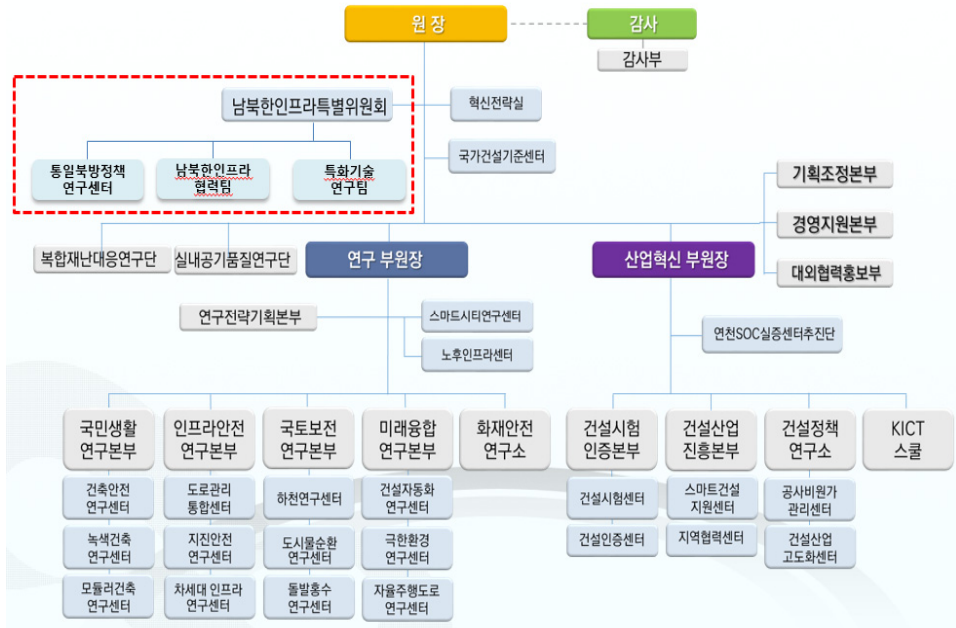 원 장
감사
감사부
남북한인프라특별위원회
혁신전략실
국가건설기준센터
통일북방정책
연구센터
남북한인프라
협력팀
특화기술
연구팀
기획조정본부
경영지원본부
대외협력홍보부
복합재난대응연구단
실내공기품질연구단
연구 부원장
산업혁신 부원장
연구전략기획본부
스마트시티연구센터
노후인프라센터
연천SOC실증센터추진단
국민생활
연구본부
인프라안전
연구본부
국토보전
연구본부
미래융합
연구본부
화재안전
연구소
건설시험
인증본부
건설산업
진흥본부
건설정책
연구소
KICT
스쿨
건축안전
연구센터
도로관리
통합센터
하천연구센터
건설자동화
연구센터
건설시험센터
스마트건설
지원센터
공사비원가
관리센터
녹색건축
연구센터
지진안전
연구센터
도시물순환
연구센터
극한환경
연구센터
건설인증센터
지역협력센터
건설산업
고도화센터
모듈러건축
연구센터
차세대 인프라
연구센터
돌발홍수
연구센터
자율주행도로
연구센터